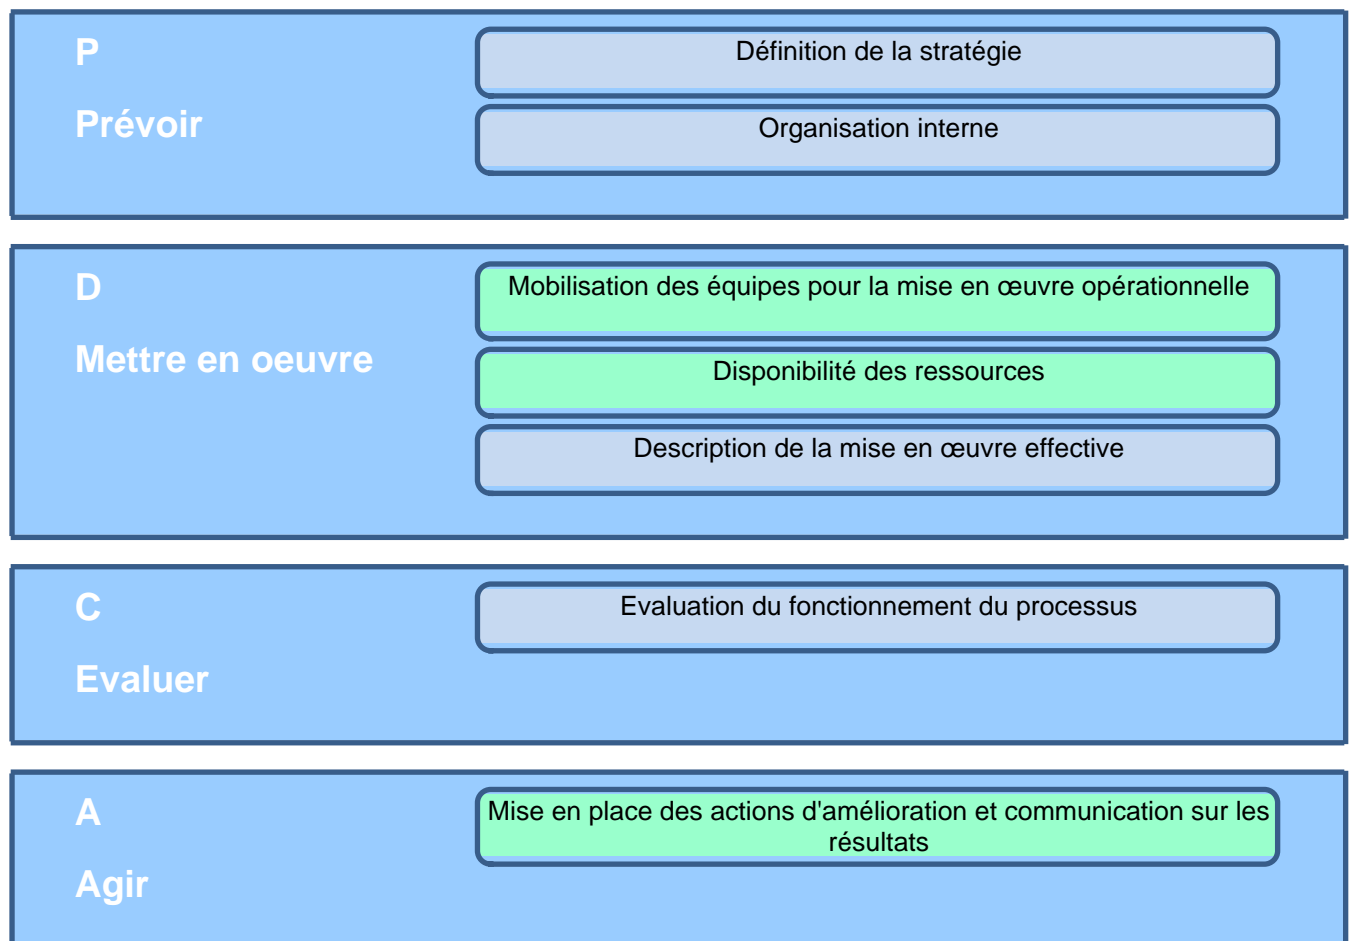 P
Prévoir
Définition de la stratégie
Organisation interne
D
Mettre en oeuvre
Mobilisation des équipes pour la mise en œuvre opérationnelle
Disponibilité des ressources
Description de la mise en œuvre effective
C
Evaluer
Evaluation du fonctionnement du processus
A
Agir
Mise en place des actions d'amélioration et communication sur les
résultats